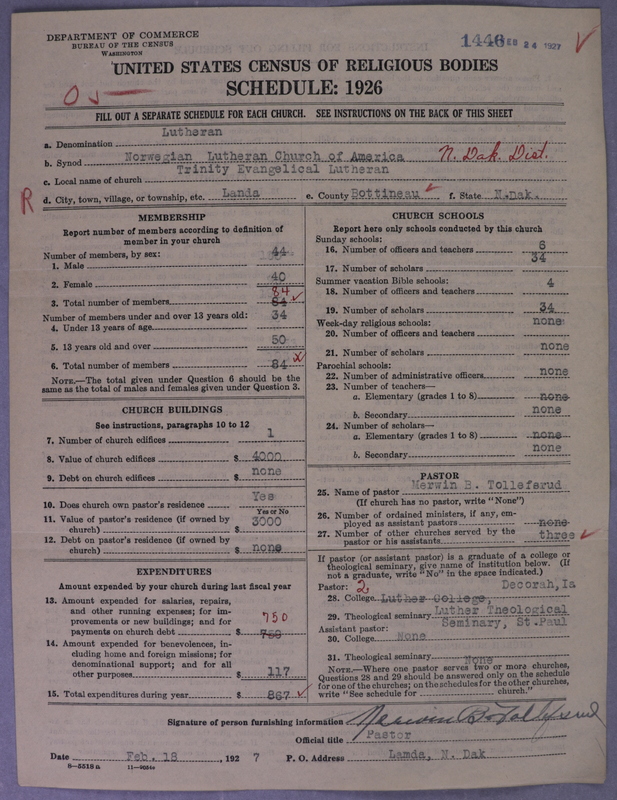 DEPARTMENT OF COMMERCE
BUREAU OF THE CENSUS
WASHINGTON
1446 FEB 24 1927
UNITED STATES CENSUS OF RELIGIOUS BODIES
SCHEDULE: 1926
FILL OUT A SEPARATE SCHEDULE FOR EACH CHURCH. SEE INSTRUCTIONS ON THE BACK OF THIS SHEET
a. Denomination Lutheran
b. Synod Norwegian Lutheran Church of America N. Dak. Dist.
c. Local name of church Trinity Evangelical Lutheran
R d. City, town, village, or township, etc. Landa e. County Bottineau f. State N.Dak.
MEMBERSHIP
Report number of members according to definition of member in your church
Number of members, by sex:
1. Male 44
2. Female 40
84
3. Total number of members 84
Number of members under and over 13 years old:
4. Under 13 years of age 34
5. 13 years old and over 50
6. Total number of members 84
NOTE.—The total given under Question 6 should be the same as the total of males and females given under Question 3.
CHURCH BUILDINGS
See instructions, paragraphs 10 to 12
7. Number of church edifices 1
8. Value of church edifices $ 4000
9. Debt on church edifices $ none
10. Does church own pastor's residence Yes
Yes or No
11. Value of pastor's residence (if owned by church) $ 3000
12. Debt on pastor's residence (if owned by church) $ none
EXPENDITURES
Amount expended by your church during last fiscal year
13. Amount expended for salaries, repairs, and other running expenses; for improvements or new buildings; and for payments on church debt $ 750
750
14. Amount expended for benevolences, including home and foreign missions; for denominational support; and for all other purposes $ 117
15. Total expenditures during year $ 867
CHURCH SCHOOLS
Report here only schools conducted by this church
Sunday schools:
16. Number of officers and teachers 8
17. Number of scholars 34
Summer vacation Bible schools:
18. Number of officers and teachers 4
19. Number of scholars 34
Week-day religious schools:
20. Number of officers and teachers none
21. Number of scholars none
Parochial schools:
22. Number of administrative officers none
23. Number of teachers—
a. Elementary (grades 1 to 8) none
b. Secondary none
24. Number of scholars—
a. Elementary (grades 1 to 8) none
b. Secondary none
PASTOR
25. Name of pastor Merwin B. Tollefsrud
(If church has no pastor, write "None")
26. Number of ordained ministers, if any, employed as assistant pastors none
27. Number of other churches served by the pastor or his assistants three
If pastor (or assistant pastor) is a graduate of a college or theological seminary, give name of institution below. (If not a graduate, write "No" in the space indicated.)
Pastor: 2 Decorah, Ia
28. College Luther College,
29. Theological seminary Luther Theological Seminary, St.Paul
Assistant pastor:
30. College None
31. Theological seminary None
NOTE.—Where one pastor serves two or more churches, Questions 28 and 29 should be answered only on the schedule for one of the churches; on the schedules for the other churches, write "See schedule for church."
Signature of person furnishing information Merwin B. Tollefsrud
Official title Pastor
Date Feb. 18, 1927 P. O. Address Lamda, N. Dak
8—5518a 11—9034a